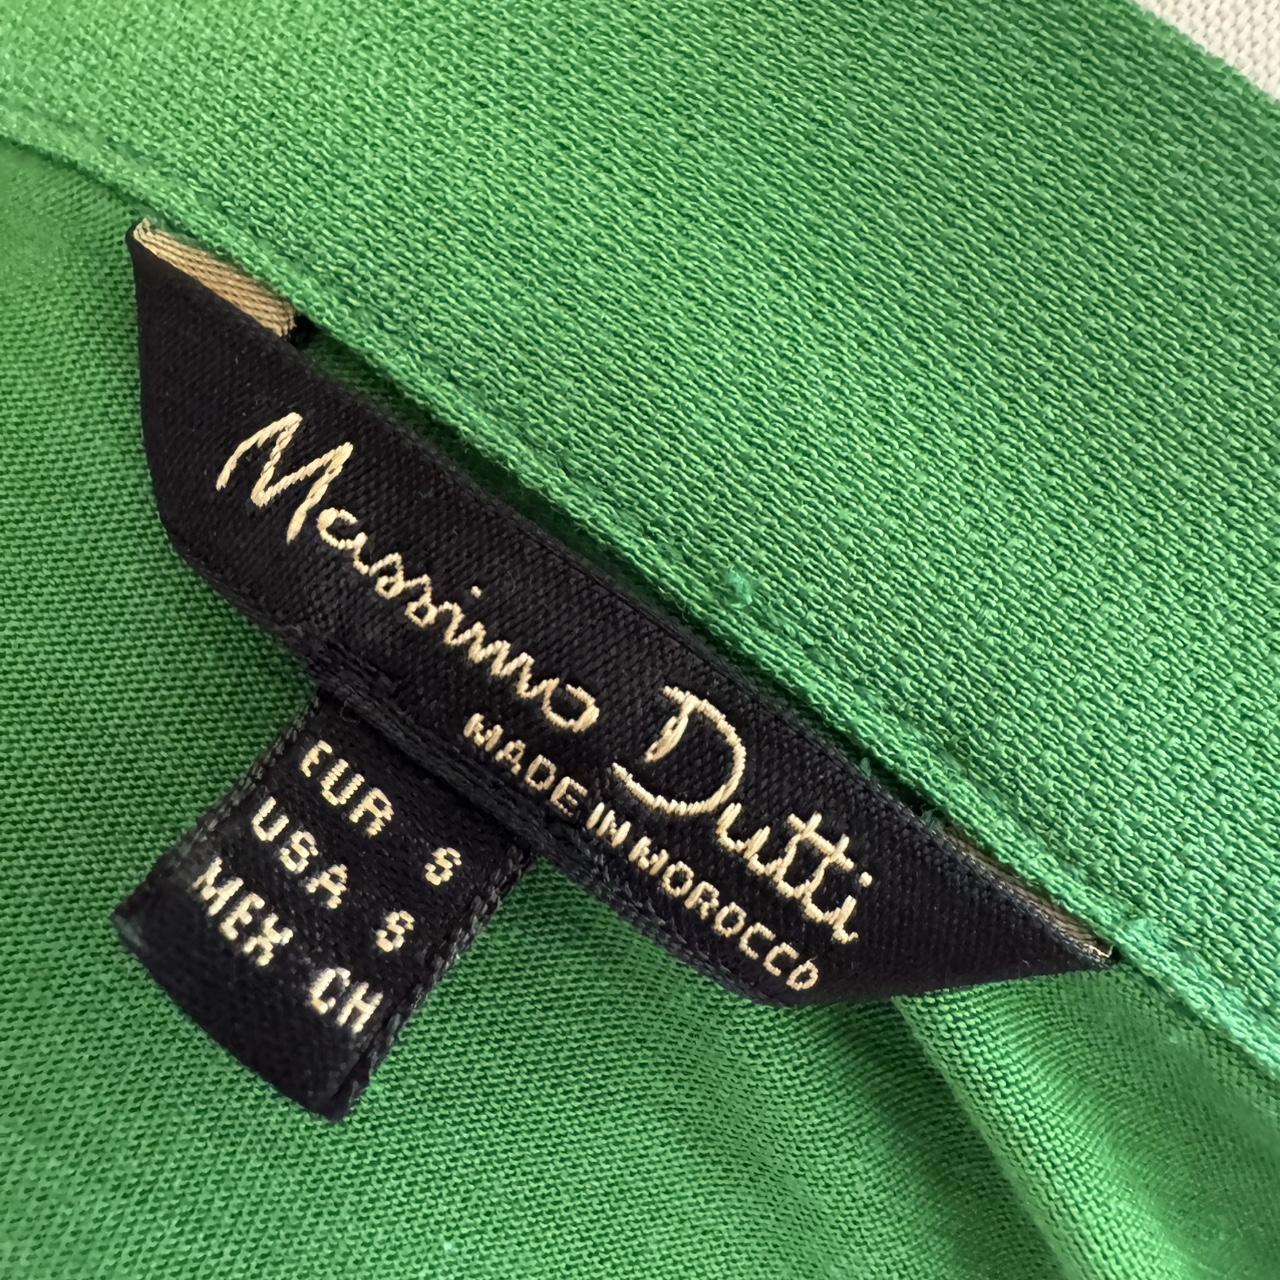 Massimo Dutti
MADE IN MOROCCO
EUR S
USA S
MEX CH